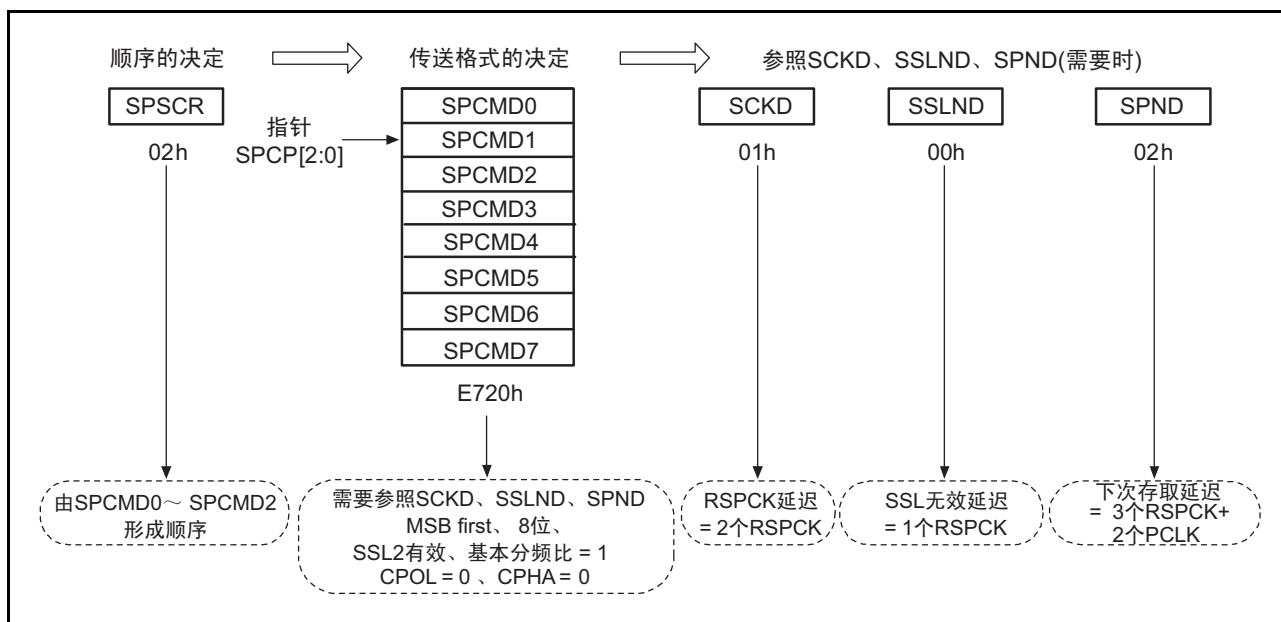 顺序的决定
传送格式的决定
参照SCKD、SSLND、SPND(需要时)
SPSCR
02h
指针
SPCP[2:0]
SPCMD0
SPCMD1
SPCMD2
SPCMD3
SPCMD4
SPCMD5
SPCMD6
SPCMD7
E720h
SCKD
01h
SSLND
00h
SPND
02h
由SPCMD0～ SPCMD2
形成顺序
需要参照SCKD、SSLND、SPND
MSB first、 8位、
SSL2有效、基本分频比 = 1
CPOL = 0 、CPHA = 0
RSPCK延迟
= 2个RSPCK
SSL无效延迟
= 1个RSPCK
下次存取延迟
= 3个RSPCK+
2个PCLK